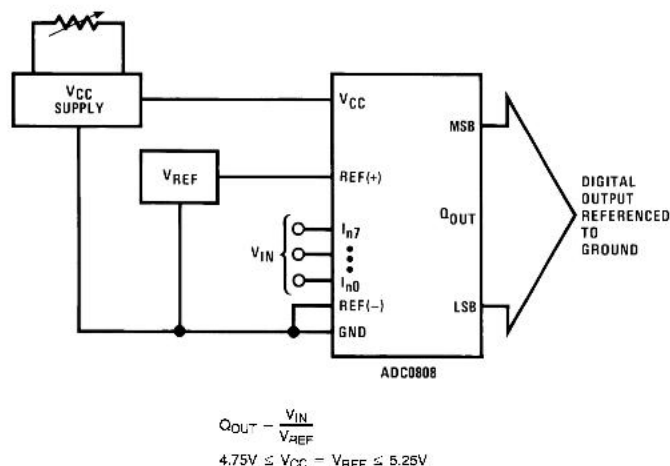 VCC
SUPPLY
VREF
VIN
VCC
REF(+)
In7
In0
REF(−)
GND
MSB
QOUT
LSB
ADC0808
DIGITAL
OUTPUT
REFERENCED
TO
GROUND
QOUT = VIN / VREF
4.75V ≤ VCC = VREF ≤ 5.25V